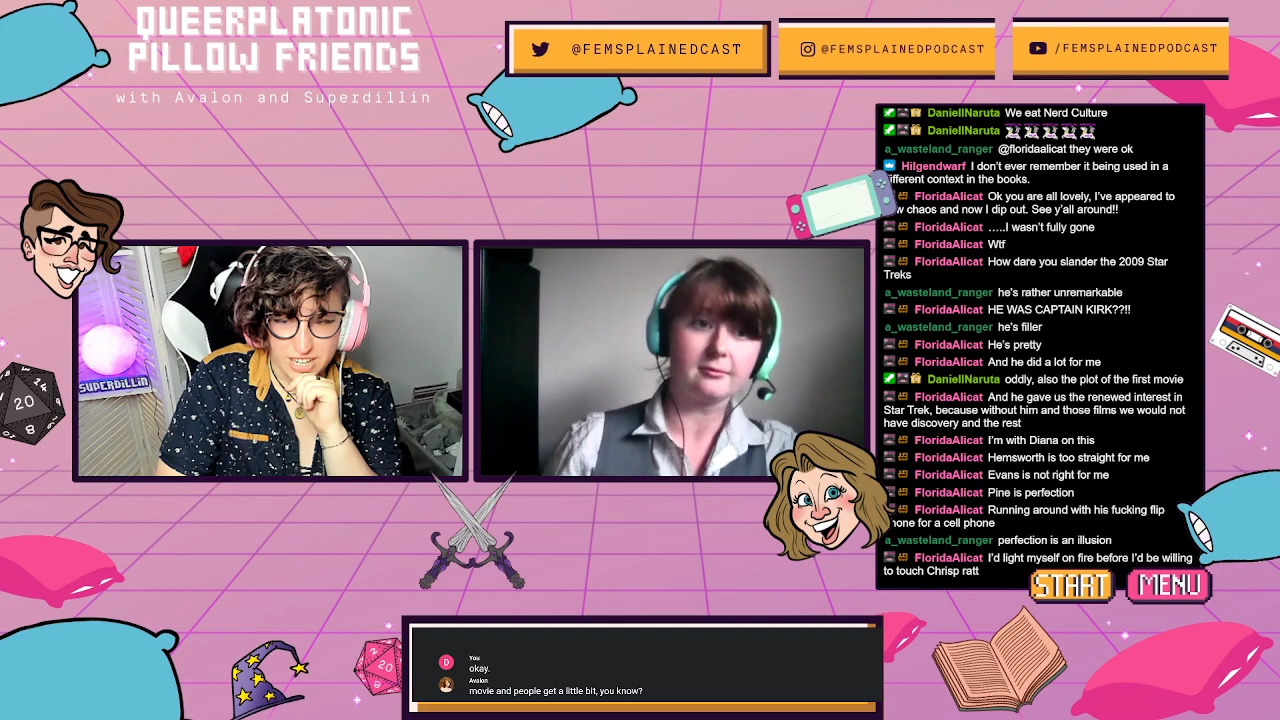 QUEERPLATONIC
PILLOW FRIENDS
with Avalon and Superdillin
@FEMSPLAINEDCAST
@FEMSPLAINEDPODCAST
/FEMSPLAINEDPODCAST
DaniellNaruta We eat Nerd Culture
DaniellNaruta
a_wasteland_ranger @floridaalicat they were ok
Hilgendwarf I don't ever remember it being used in a
different context in the books.
FloridaAlicat Ok you are all lovely, I've appeared to
chaos and now I dip out. See y'all around!!
FloridaAlicat .....I wasn't fully gone
FloridaAlicat Wtf
FloridaAlicat How dare you slander the 2009 Star
Treks
a_wasteland_ranger he's rather unremarkable
FloridaAlicat HE WAS CAPTAIN KIRK??!!
a_wasteland_ranger he's filler
FloridaAlicat He's pretty
FloridaAlicat And he did a lot for me
DaniellNaruta oddly, also the plot of the first movie
FloridaAlicat And he gave us the renewed interest in
Star Trek, because without him and those films we would not
have discovery and the rest
FloridaAlicat I'm with Diana on this
FloridaAlicat Hemsworth is too straight for me
FloridaAlicat Evans is not right for me
FloridaAlicat Pine is perfection
FloridaAlicat Running around with his fucking flip
phone for a cell phone
a_wasteland_ranger perfection is an illusion
FloridaAlicat I'd light myself on fire before I'd be willing
to touch Chrisp ratt
START MENU
SUPERDILLIN
20
14
8
20
D
You
okay.
Avalon
movie and people get a little bit, you know?